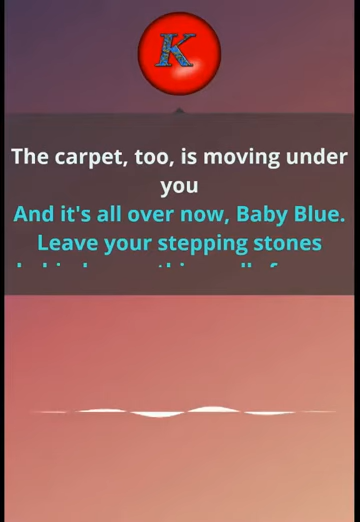 K
The carpet, too, is moving under
you
And it's all over now, Baby Blue.
Leave your stepping stones